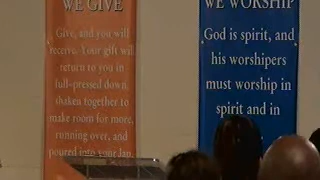 WE GIVE
Give, and you will
receive. Your gift will
return to you in
full-pressed down,
shaken together to
make room for more,
running over, and
poured into your lap.
WE WORSHIP
God is spirit, and
his worshipers
must worship in
spirit and in